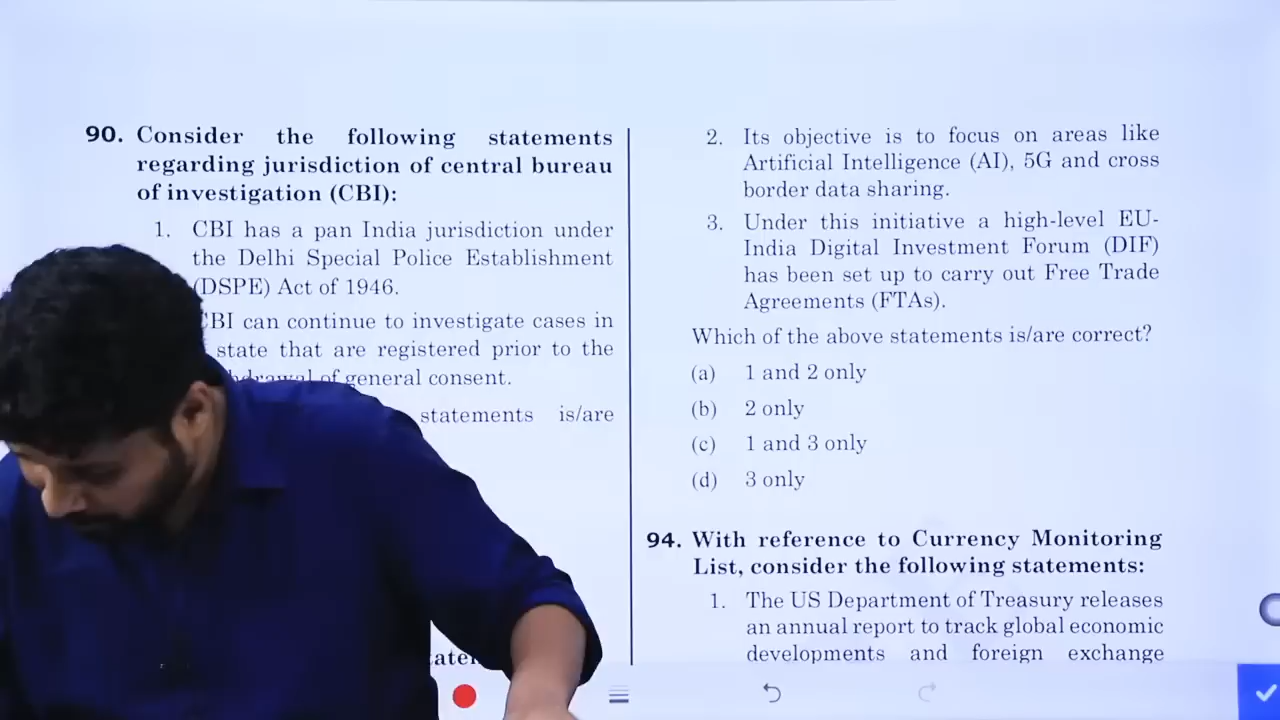 90. Consider the following statements
regarding jurisdiction of central bureau
of investigation (CBI):
1. CBI has a pan India jurisdiction under
the Delhi Special Police Establishment
(DSPE) Act of 1946.
CBI can continue to investigate cases in
state that are registered prior to the
of general consent.
statements is/are
2. Its objective is to focus on areas like
Artificial Intelligence (AI), 5G and cross
border data sharing.
3. Under this initiative a high-level EU-
India Digital Investment Forum (DIF)
has been set up to carry out Free Trade
Agreements (FTAs).
Which of the above statements is/are correct?
(a) 1 and 2 only
(b) 2 only
(c) 1 and 3 only
(d) 3 only
94. With reference to Currency Monitoring
List, consider the following statements:
1. The US Department of Treasury releases
an annual report to track global economic
developments and foreign exchange